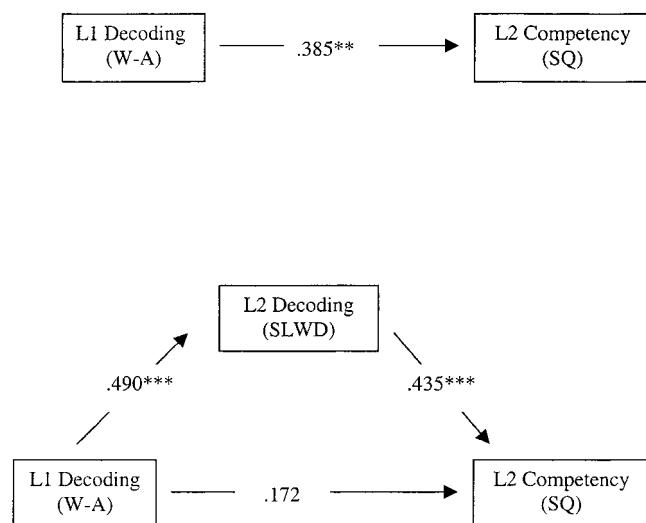 L1 Decoding
(W-A)
.385**
L2 Competency
(SQ)
L2 Decoding
(SLWD)
.490***
.435***
L1 Decoding
(W-A)
.172
L2 Competency
(SQ)